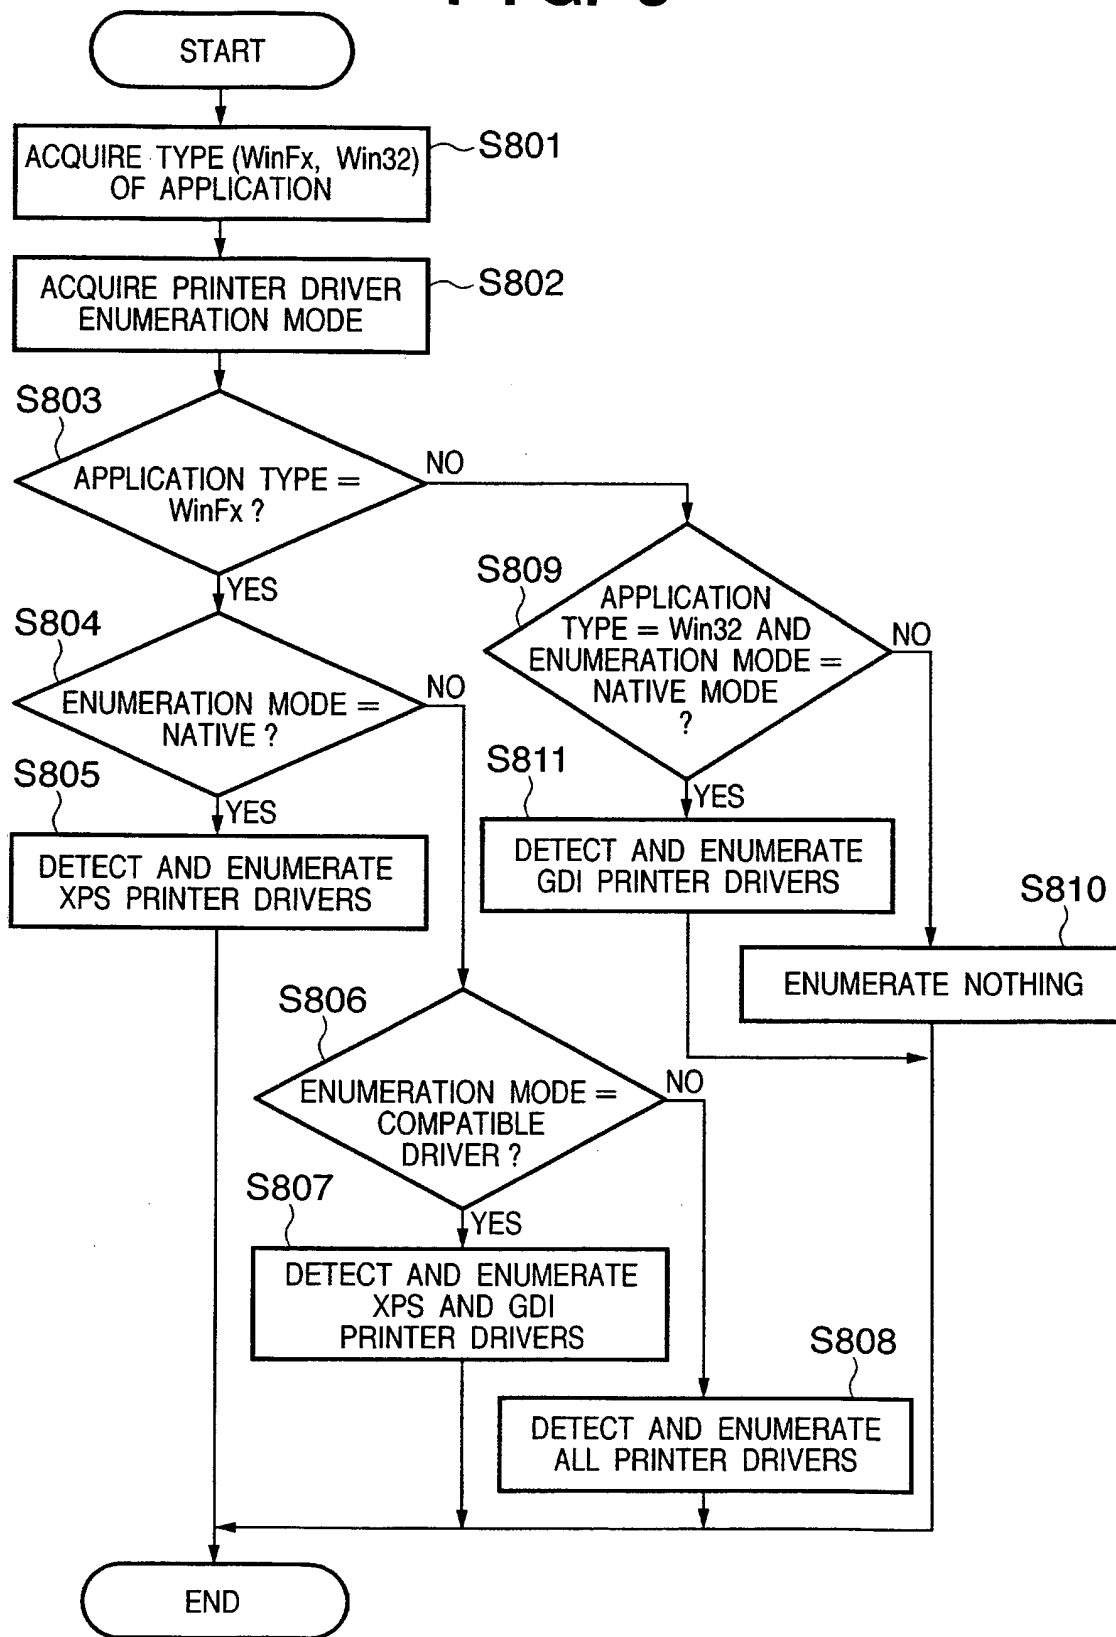 START
ACQUIRE TYPE (WinFx, Win32)
OF APPLICATION
S801
ACQUIRE PRINTER DRIVER
ENUMERATION MODE
S802
S803
APPLICATION TYPE =
WinFx ?
NO
YES
S804
ENUMERATION MODE =
NATIVE ?
NO
YES
S805
DETECT AND ENUMERATE
XPS PRINTER DRIVERS
S809
APPLICATION
TYPE = Win32 AND
ENUMERATION MODE =
NATIVE MODE
?
NO
YES
S811
DETECT AND ENUMERATE
GDI PRINTER DRIVERS
S810
ENUMERATE NOTHING
S806
ENUMERATION MODE =
COMPATIBLE
DRIVER ?
NO
YES
S807
DETECT AND ENUMERATE
XPS AND GDI
PRINTER DRIVERS
S808
DETECT AND ENUMERATE
ALL PRINTER DRIVERS
END